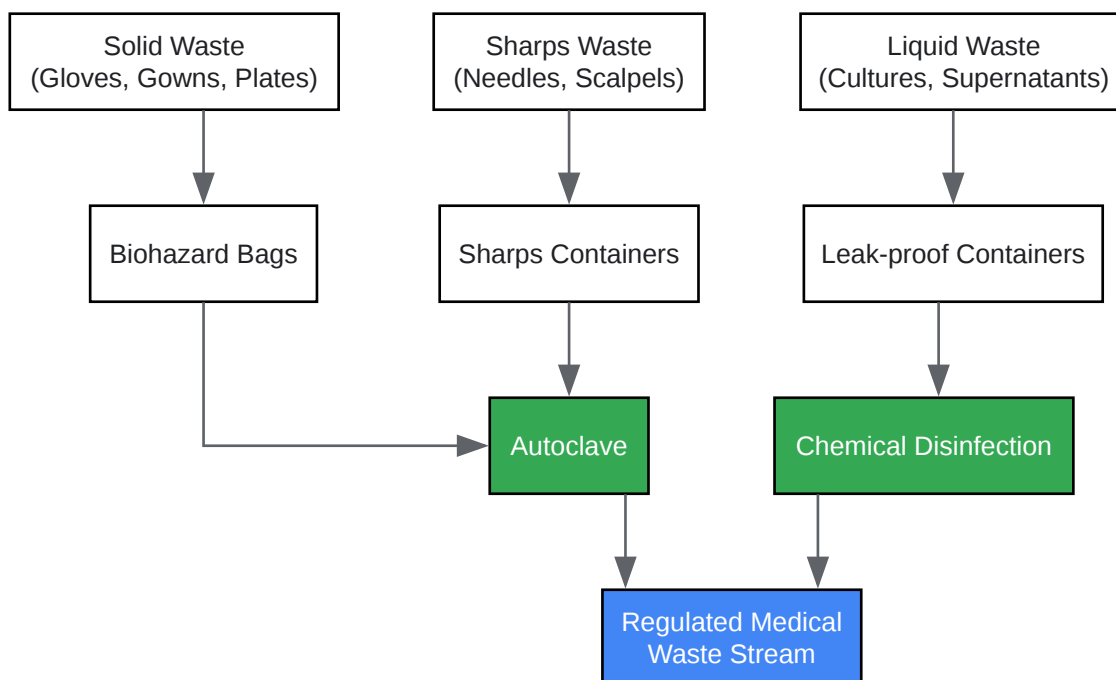 Solid Waste
(Gloves, Gowns, Plates)
Sharps Waste
(Needles, Scalpels)
Liquid Waste
(Cultures, Supernatants)
Biohazard Bags
Sharps Containers
Leak-proof Containers
Autoclave
Chemical Disinfection
Regulated Medical
Waste Stream